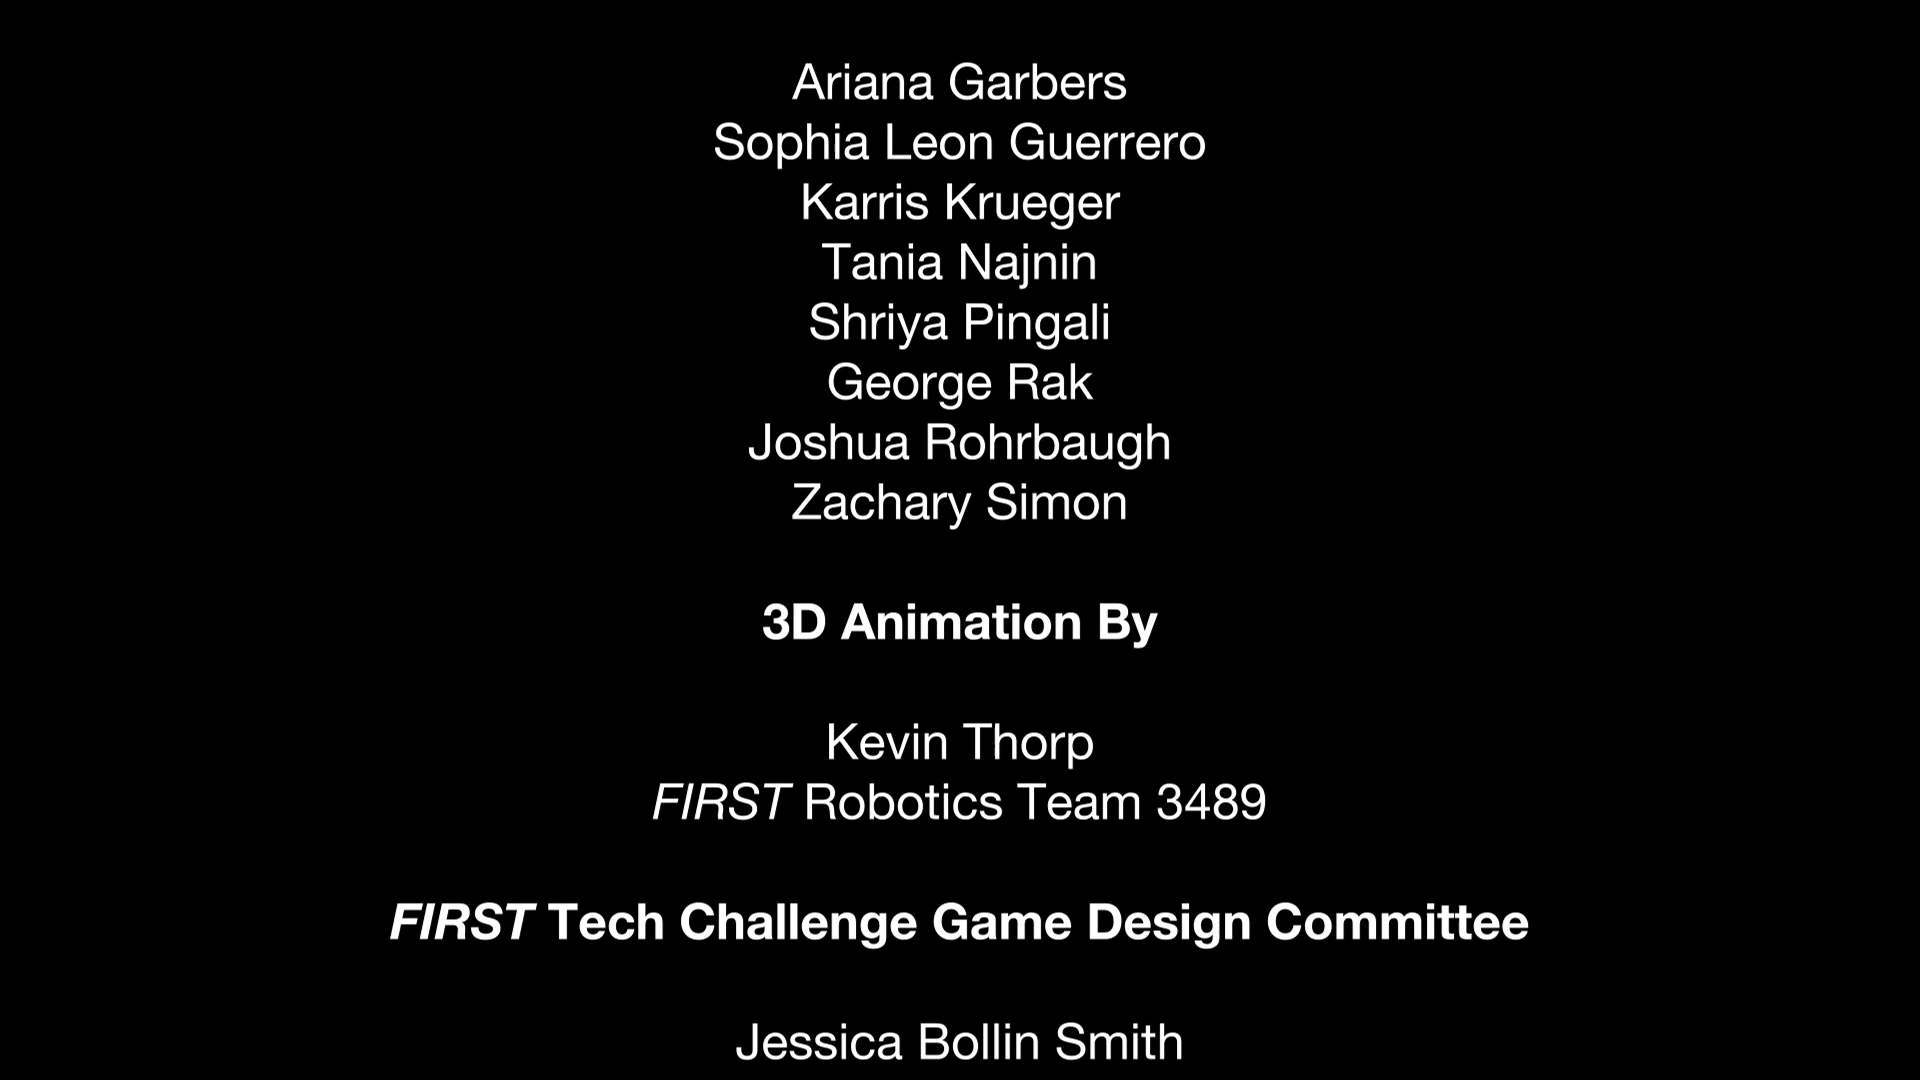 Ariana Garbers
Sophia Leon Guerrero
Karris Krueger
Tania Najnin
Shriya Pingali
George Rak
Joshua Rohrbaugh
Zachary Simon
3D Animation By
Kevin Thorp
FIRST Robotics Team 3489
FIRST Tech Challenge Game Design Committee
Jessica Bollin Smith